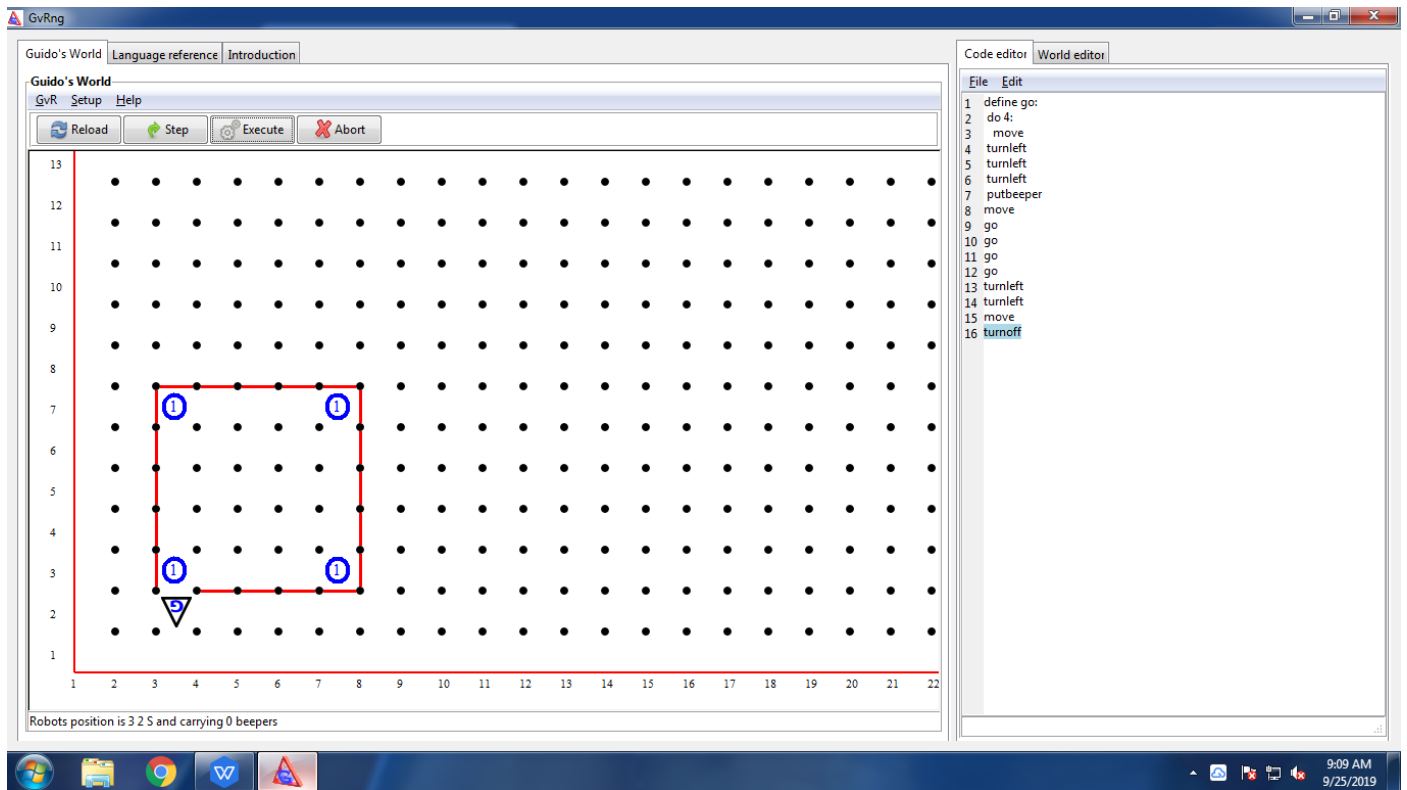 GvRng
Guido's World Language reference Introduction
Guido's World
GvR Setup Help
Reload Step Execute Abort
13
12
11
10
9
8
7
6
5
4
3
2
1
1 1
1 1
G
1 2 3 4 5 6 7 8 9 10 11 12 13 14 15 16 17 18 19 20 21 22
Robots position is 3 2 S and carrying 0 beepers
Code editor World editor
File Edit
1 define go:
2 do 4:
3 move
4 turnleft
5 turnleft
6 turnleft
7 putbeeper
8 move
9 go
10 go
11 go
12 go
13 turnleft
14 turnleft
15 move
16 turnoff
9:09 AM
9/25/2019